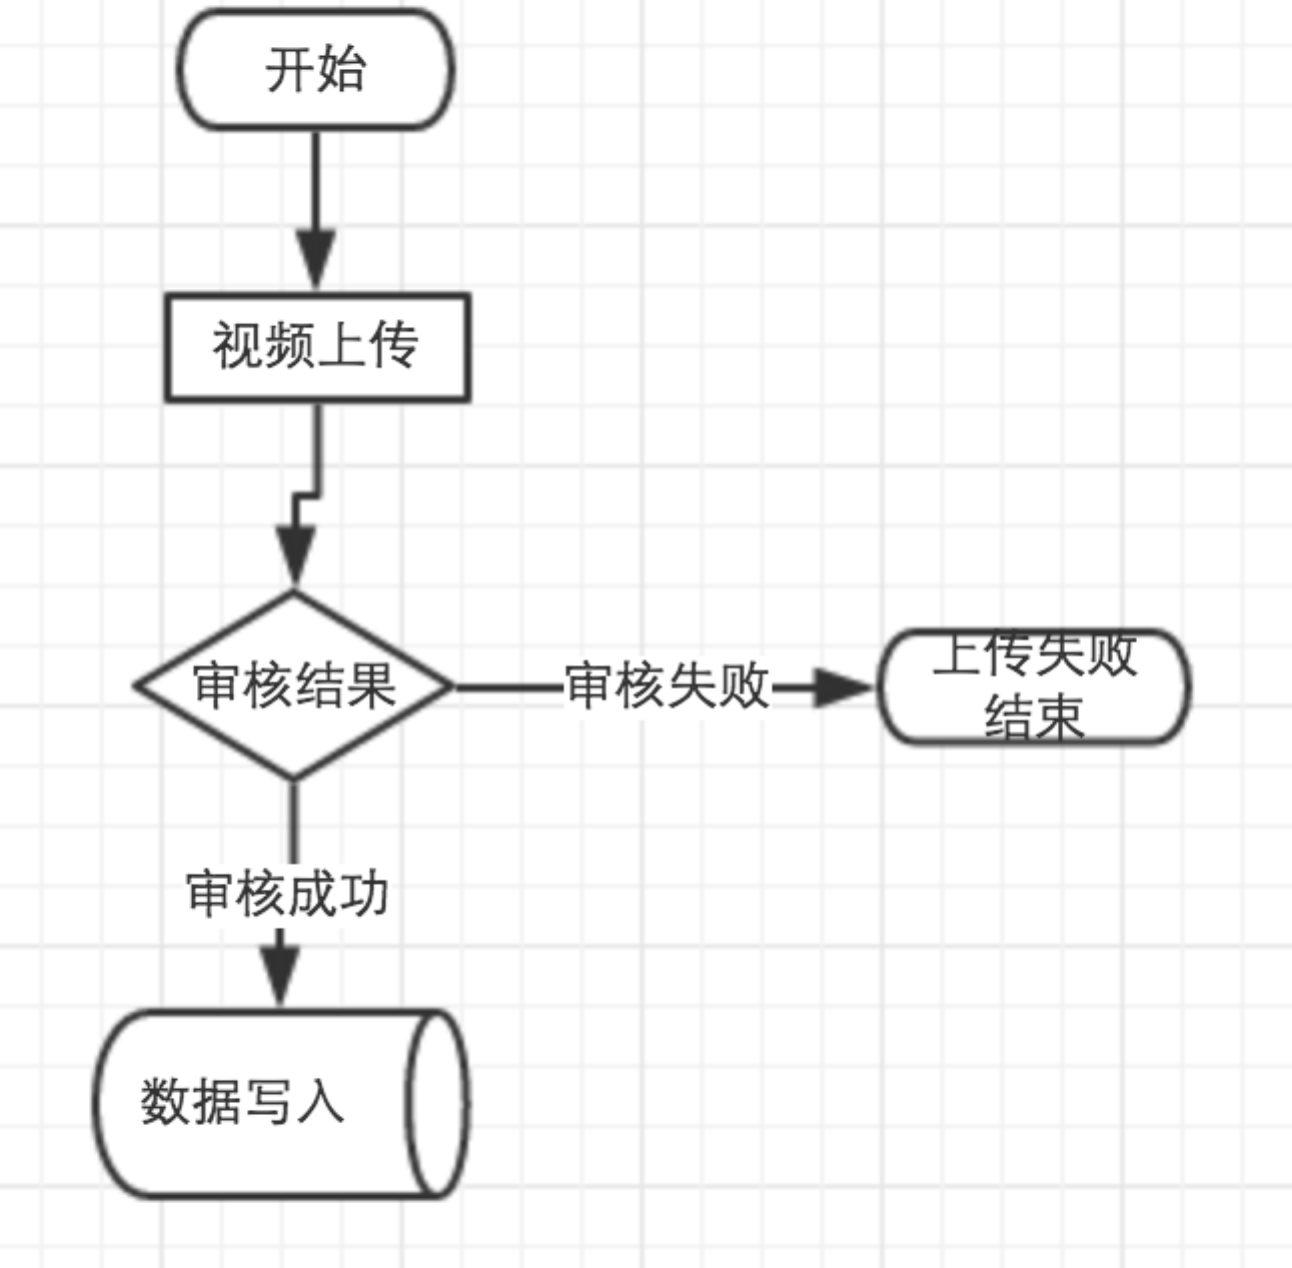 开始
视频上传
审核结果
审核失败
上传失败
结束
审核成功
数据写入